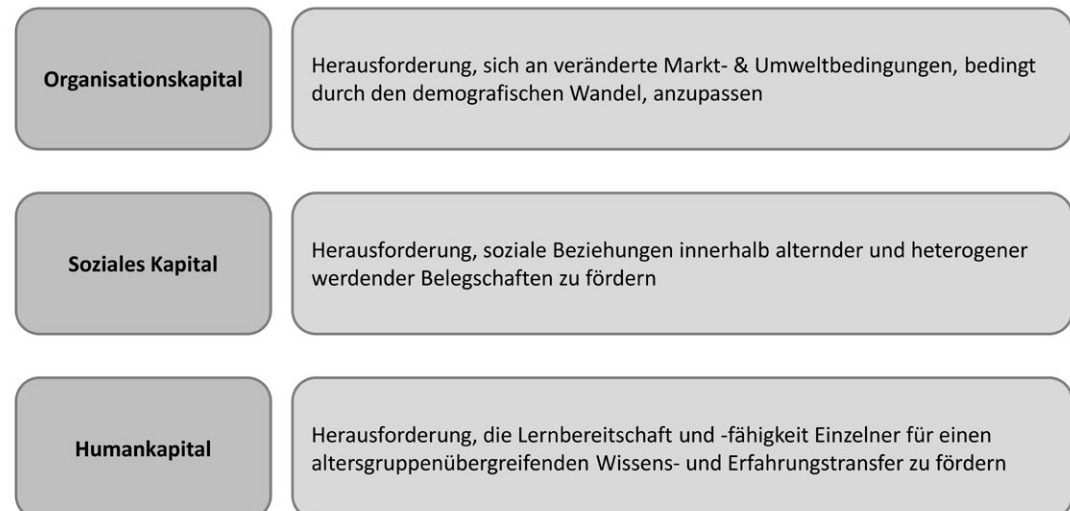 Organisationskapital
Herausforderung, sich an veränderte Markt- & Umweltbedingungen, bedingt
durch den demografischen Wandel, anzupassen
Soziales Kapital
Herausforderung, soziale Beziehungen innerhalb alternder und heterogener
werdender Belegschaften zu fördern
Humankapital
Herausforderung, die Lernbereitschaft und -fähigkeit Einzelner für einen
altersgruppenübergreifenden Wissens- und Erfahrungstransfer zu fördern